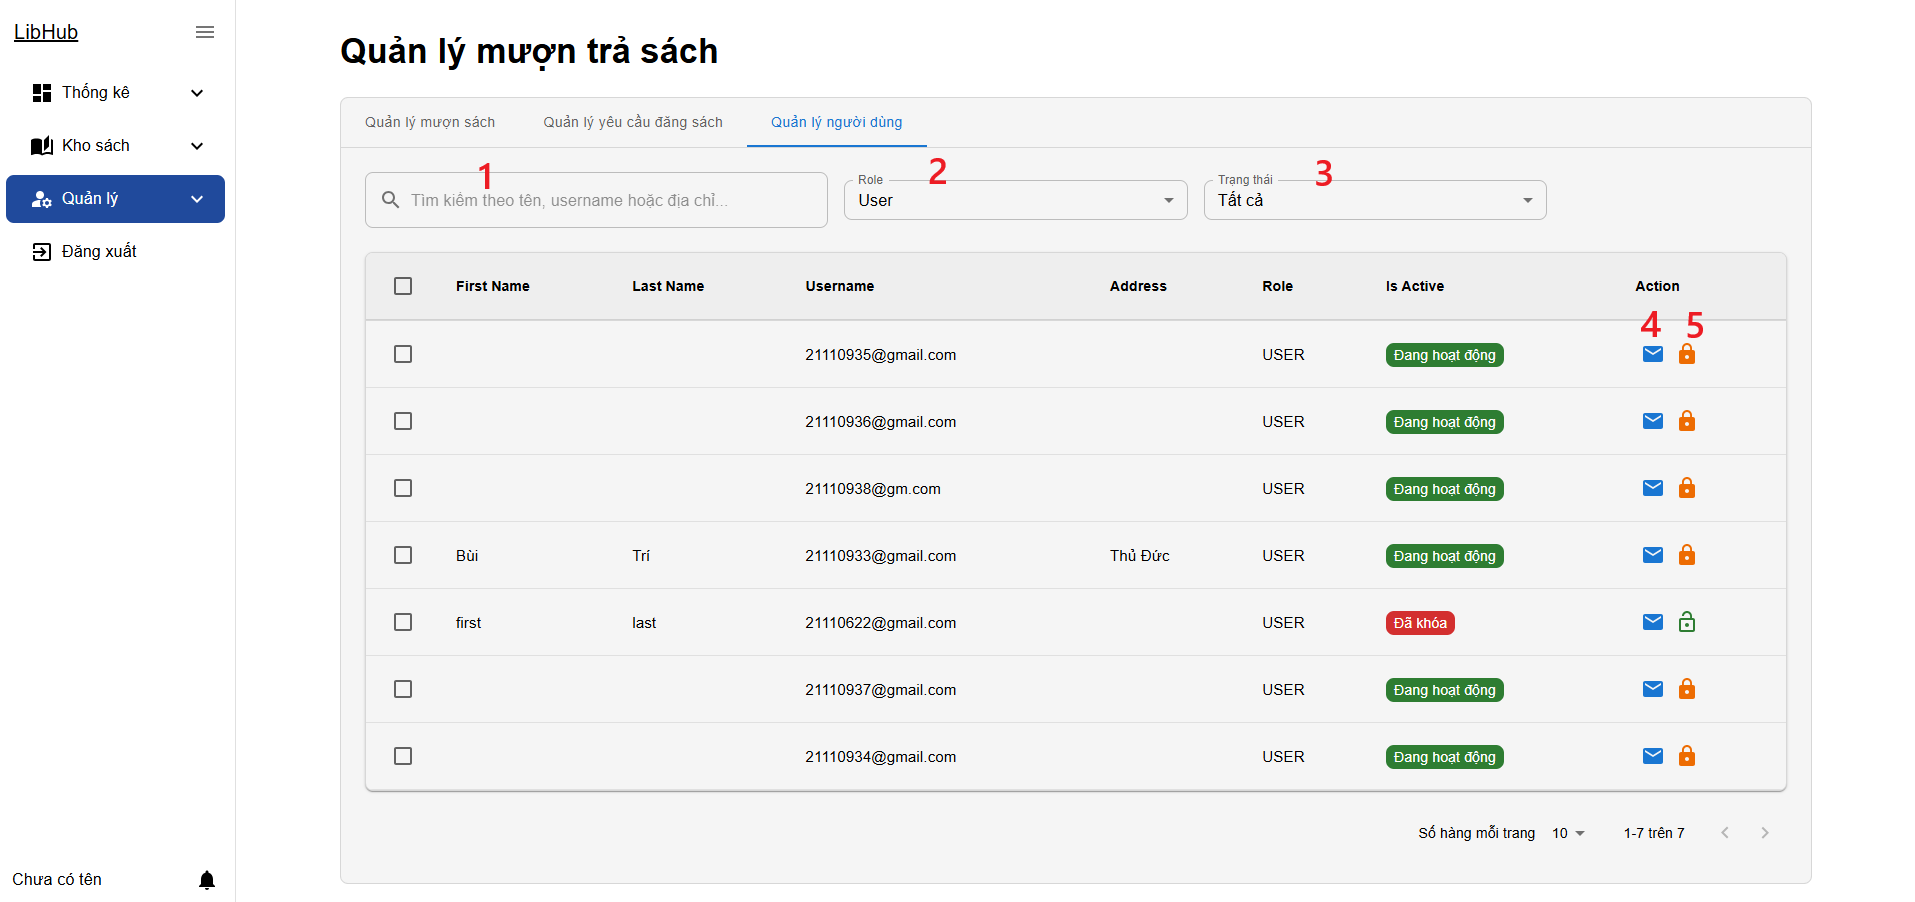 LibHub
Thống kê
Kho sách
Quản lý
Đăng xuất
Chưa có tên
Quản lý mượn trả sách
Quản lý mượn sách
Quản lý yêu cầu đăng sách
Quản lý người dùng
1
2
3
Tìm kiếm theo tên, username hoặc địa chỉ...
Role
User
Trạng thái
Tất cả
First Name Last Name Username Address Role Is Active Action
4 5
21110935@gmail.com USER Đang hoạt động
21110936@gmail.com USER Đang hoạt động
21110938@gm.com USER Đang hoạt động
Bùi Trí 21110933@gmail.com Thủ Đức USER Đang hoạt động
first last 21110622@gmail.com USER Đã khóa
21110937@gmail.com USER Đang hoạt động
21110934@gmail.com USER Đang hoạt động
Số hàng mỗi trang 10 1-7 trên 7